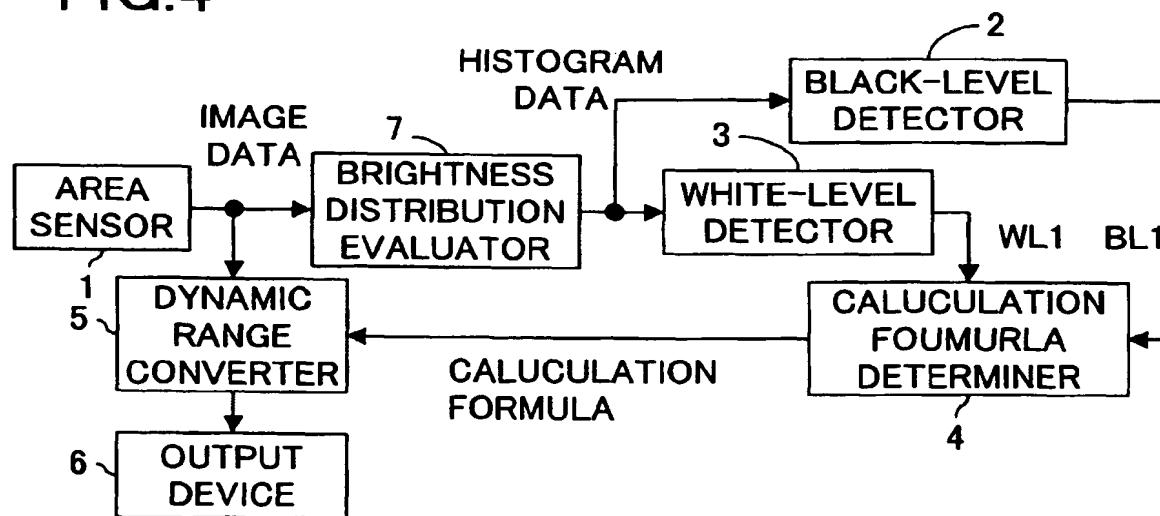 FIG.4
2
HISTOGRAM
DATA
BLACK-LEVEL
DETECTOR
IMAGE
DATA
7
3
AREA
SENSOR
BRIGHTNESS
DISTRIBUTION
EVALUATOR
WHITE-LEVEL
DETECTOR
WL1 BL1
1
5
DYNAMIC
RANGE
CONVERTER
CALUCULATION
FOUMURLA
DETERMINER
CALUCULATION
FORMULA
4
6
OUTPUT
DEVICE